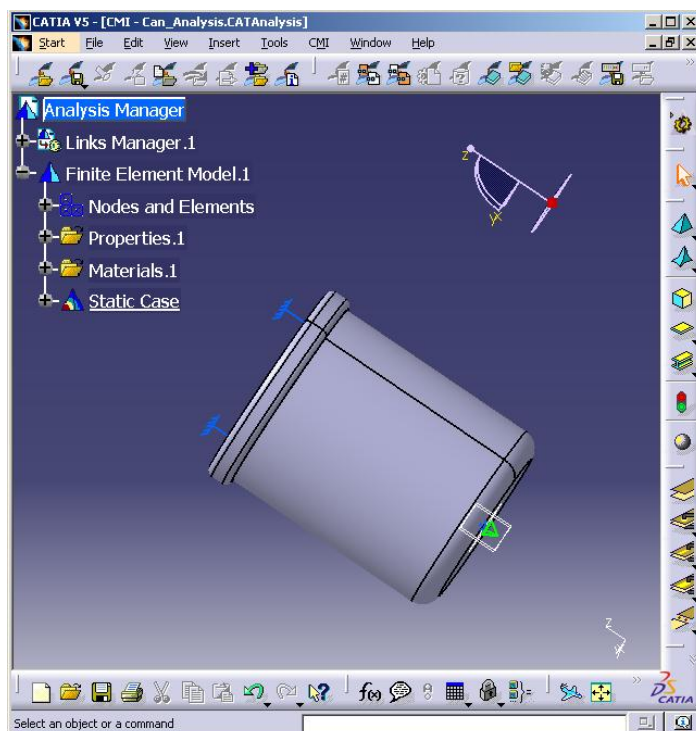 CATIA V5 - [CMI - Can_Analysis.CATAnalysis]
Start File Edit View Insert Tools CMI Window Help
Analysis Manager
Links Manager.1
Finite Element Model.1
Nodes and Elements
Properties.1
Materials.1
Static Case
z
y
x
z
y
f(x)
DS CATIA
Select an object or a command